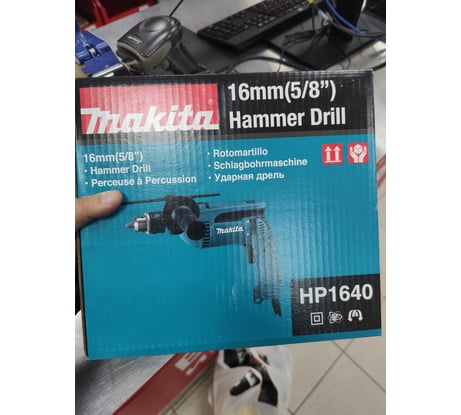 makita
16mm(5/8")
Hammer Drill
16mm(5/8")
· Hammer Drill
· Perceuse à Percussion
· Rotomartillo
· Schlagbohrmaschine
· Ударная дрель
makita
HP1640